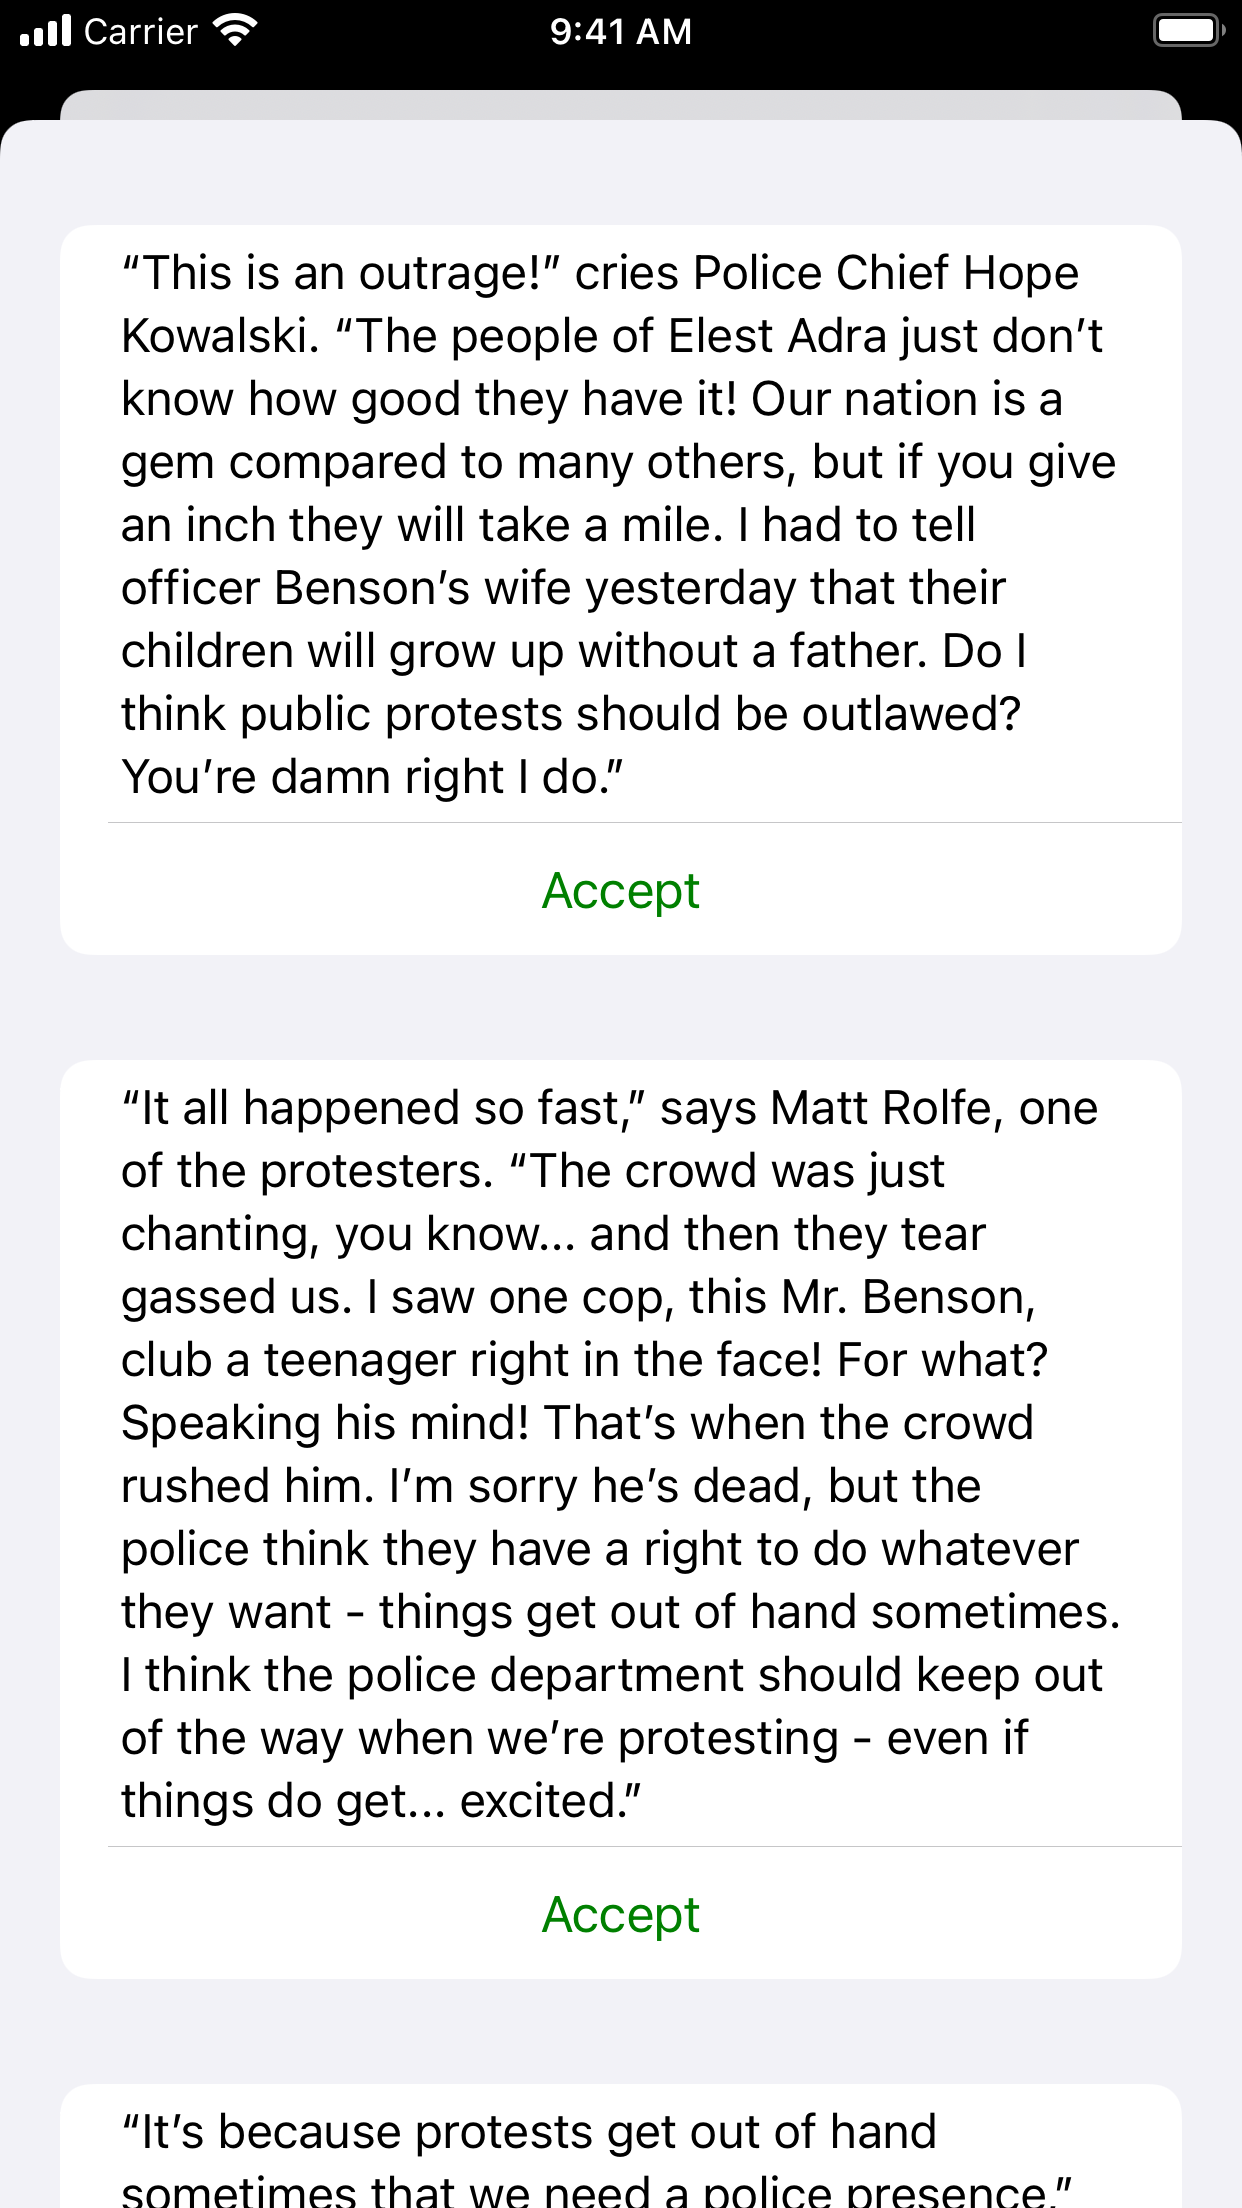 Carrier 9:41 AM
“This is an outrage!” cries Police Chief Hope
Kowalski. “The people of Elest Adra just don’t
know how good they have it! Our nation is a
gem compared to many others, but if you give
an inch they will take a mile. I had to tell
officer Benson’s wife yesterday that their
children will grow up without a father. Do I
think public protests should be outlawed?
You’re damn right I do.”
Accept
“It all happened so fast,” says Matt Rolfe, one
of the protesters. “The crowd was just
chanting, you know... and then they tear
gassed us. I saw one cop, this Mr. Benson,
club a teenager right in the face! For what?
Speaking his mind! That’s when the crowd
rushed him. I’m sorry he’s dead, but the
police think they have a right to do whatever
they want - things get out of hand sometimes.
I think the police department should keep out
of the way when we’re protesting - even if
things do get... excited.”
Accept
“It’s because protests get out of hand
sometimes that we need a police presence,”